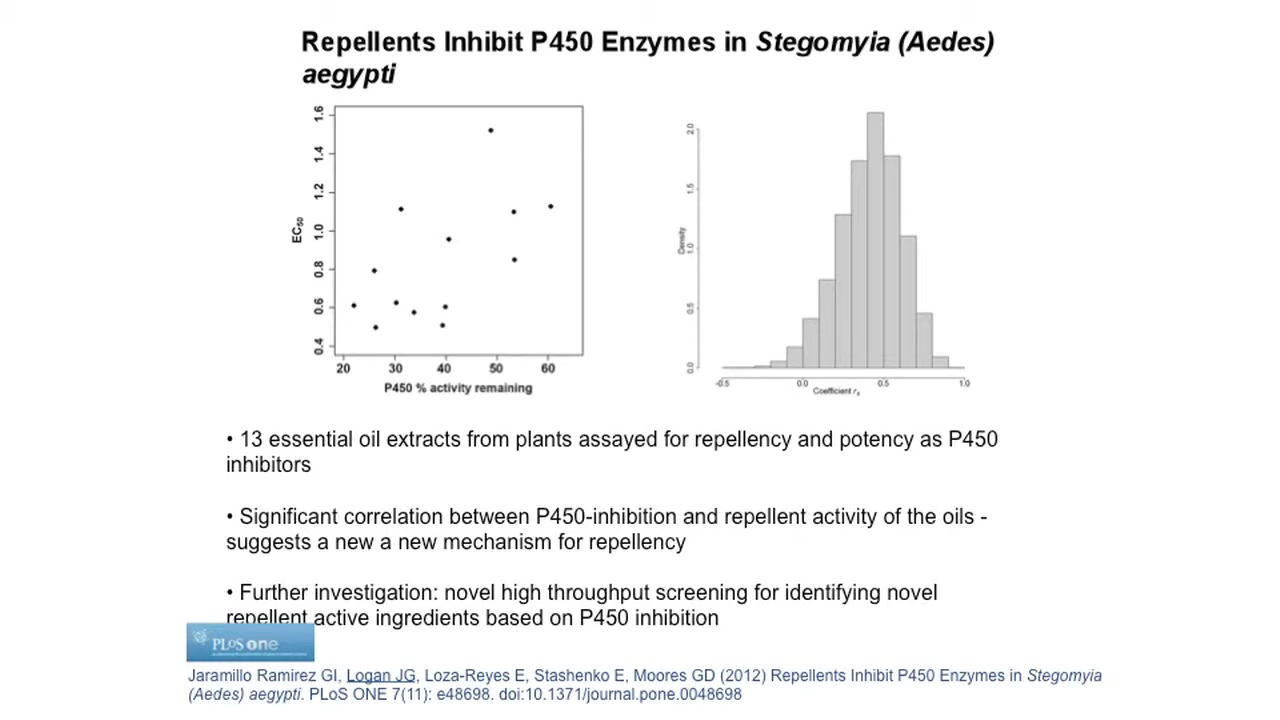 Repellents Inhibit P450 Enzymes in Stegomyia (Aedes)
aegypti
1.6
1.4
1.2
1.0
0.8
0.6
0.4
EC50
20 30 40 50 60
P450 % activity remaining
2.0
1.5
1.0
0.5
0.0
Density
-0.5 0.0 0.5 1.0
Coefficient rs
• 13 essential oil extracts from plants assayed for repellency and potency as P450
inhibitors
• Significant correlation between P450-inhibition and repellent activity of the oils -
suggests a new a new mechanism for repellency
• Further investigation: novel high throughput screening for identifying novel
repellent active ingredients based on P450 inhibition
PLoS one
Jaramillo Ramirez GI, Logan JG, Loza-Reyes E, Stashenko E, Moores GD (2012) Repellents Inhibit P450 Enzymes in Stegomyia
(Aedes) aegypti. PLoS ONE 7(11): e48698. doi:10.1371/journal.pone.0048698